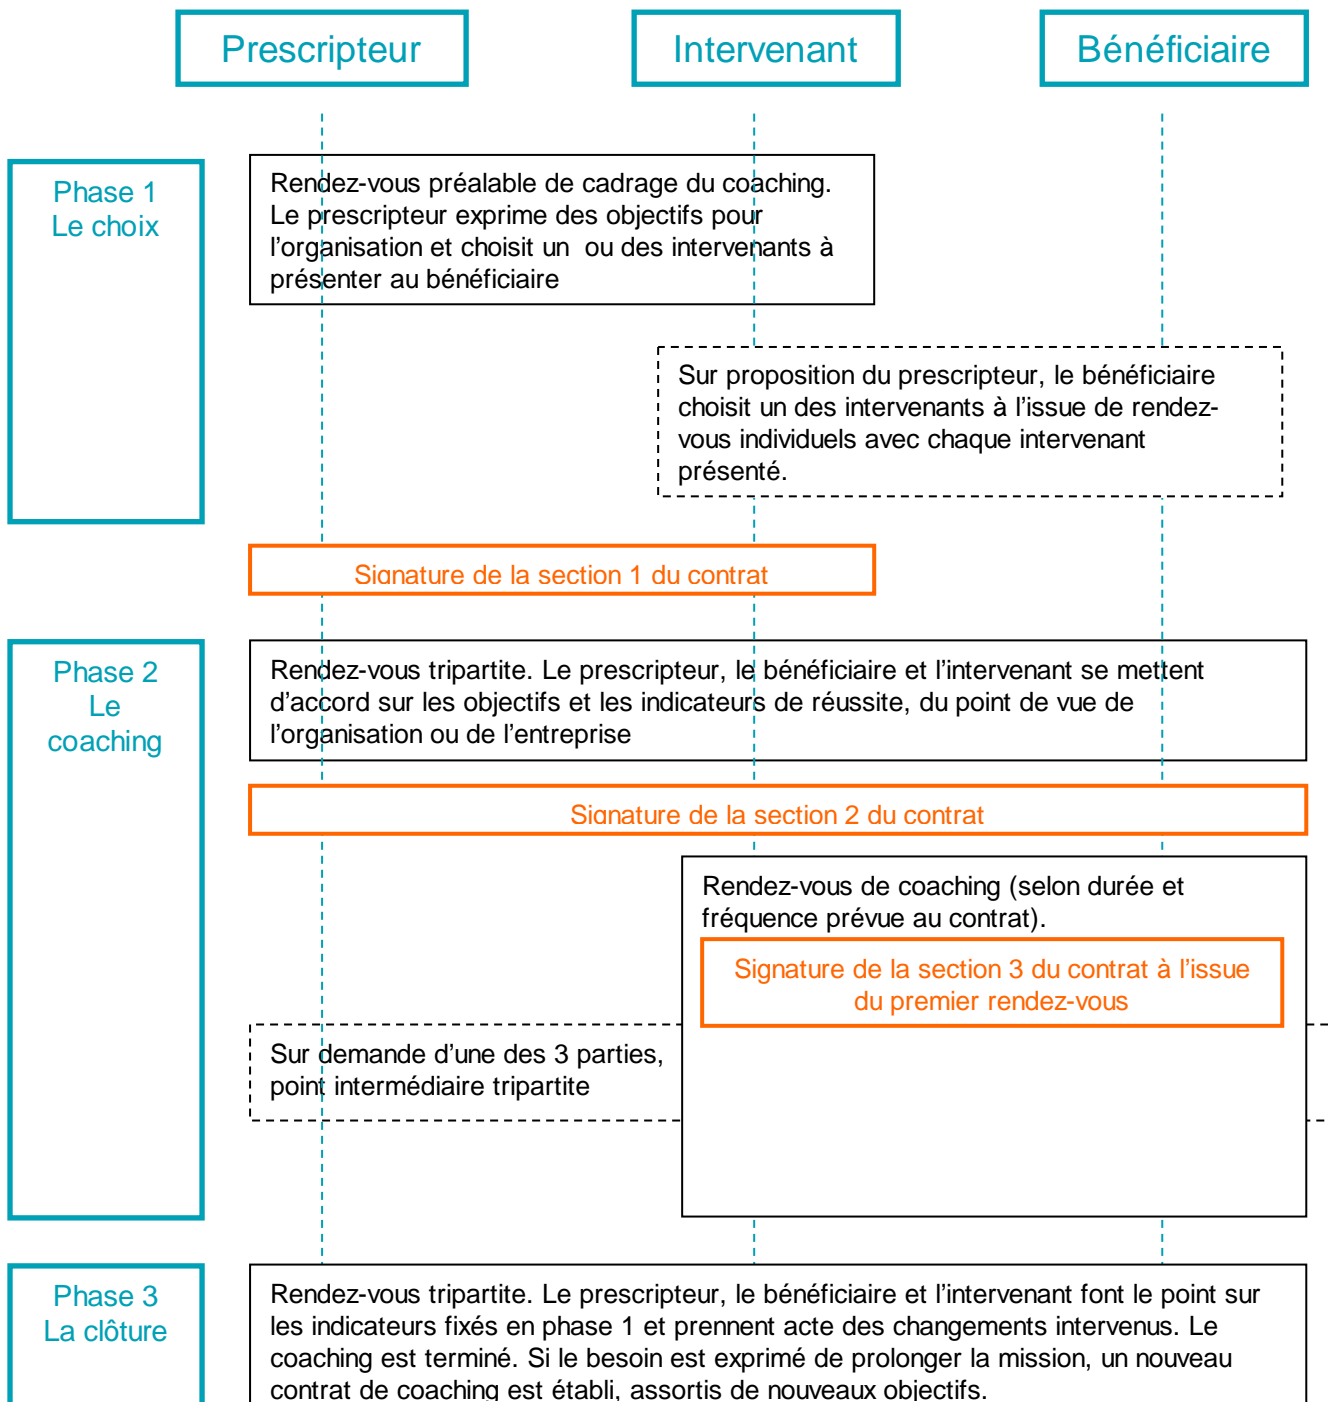 Prescripteur
Intervenant
Bénéficiaire
Phase 1
Le choix
Rendez-vous préalable de cadrage du coaching.
Le prescripteur exprime des objectifs pour
l’organisation et choisit un  ou des intervenants à
présenter au bénéficiaire
Sur proposition du prescripteur, le bénéficiaire
choisit un des intervenants à l’issue de rendez-
vous individuels avec chaque intervenant
présenté.
Signature de la section 1 du contrat
Phase 2
Le
coaching
Rendez-vous tripartite. Le prescripteur, le bénéficiaire et l’intervenant se mettent
d’accord sur les objectifs et les indicateurs de réussite, du point de vue de
l’organisation ou de l’entreprise
Signature de la section 2 du contrat
Rendez-vous de coaching (selon durée et
fréquence prévue au contrat).
Signature de la section 3 du contrat à l’issue
du premier rendez-vous
Sur demande d’une des 3 parties,
point intermédiaire tripartite
Phase 3
La clôture
Rendez-vous tripartite. Le prescripteur, le bénéficiaire et l’intervenant font le point sur
les indicateurs fixés en phase 1 et prennent acte des changements intervenus. Le
coaching est terminé. Si le besoin est exprimé de prolonger la mission, un nouveau
contrat de coaching est établi, assortis de nouveaux objectifs.